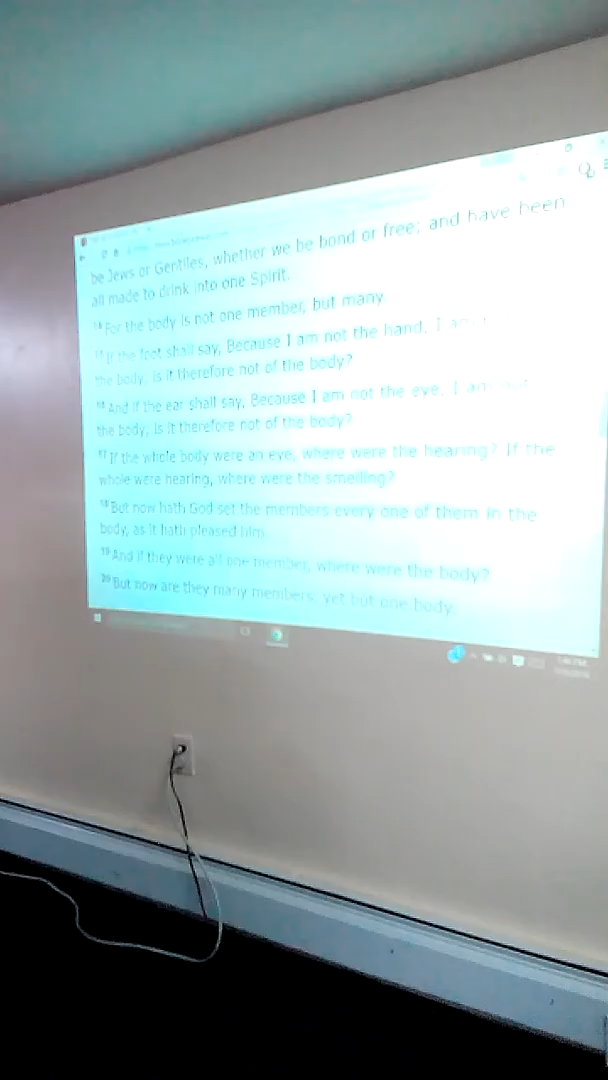 be Jews or Gentiles, whether we be bond or free; and have been
all made to drink into one Spirit.
14 For the body is not one member, but many.
15 If the foot shall say, Because I am not the hand, I am
the body; is it therefore not of the body?
16 And if the ear shall say, Because I am not the eye, I am not
the body; is it therefore not of the body?
17 If the whole body were an eye, where were the hearing? If the
whole were hearing, where were the smelling?
18 But now hath God set the members every one of them in the
body, as it hath pleased him.
19 And if they were all one member, where were the body?
20 But now are they many members, yet but one body.